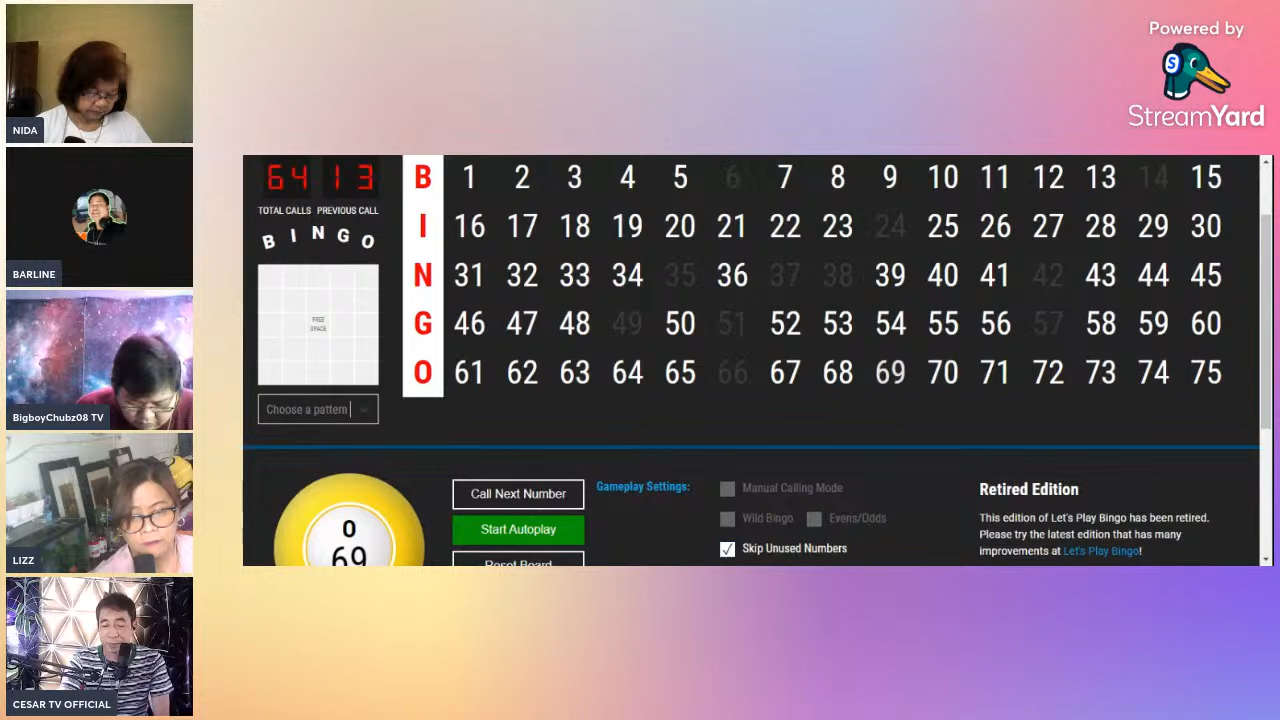 Powered by
StreamYard
NIDA
BARLINE
BigboyChubz08 TV
LIZZ
CESAR TV OFFICIAL
64 13
TOTAL CALLS PREVIOUS CALL
BINGO
FREE
SPACE
Choose a pattern
B 1 2 3 4 5 6 7 8 9 10 11 12 13 14 15
I 16 17 18 19 20 21 22 23 24 25 26 27 28 29 30
N 31 32 33 34 35 36 37 38 39 40 41 42 43 44 45
G 46 47 48 49 50 51 52 53 54 55 56 57 58 59 60
O 61 62 63 64 65 66 67 68 69 70 71 72 73 74 75
O
69
Call Next Number
Start Autoplay
Reset Board
Gameplay Settings:
Manual Calling Mode
Wild Bingo Evens/Odds
Skip Unused Numbers
Retired Edition
This edition of Let's Play Bingo has been retired.
Please try the latest edition that has many
improvements at Let's Play Bingo!